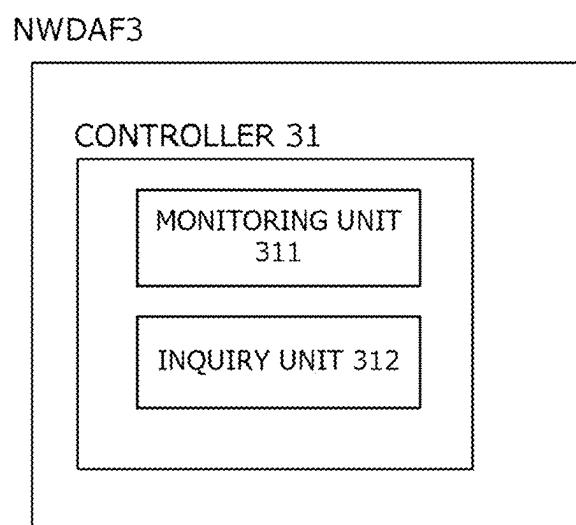 NWDAF3
CONTROLLER 31
MONITORING UNIT
311
INQUIRY UNIT 312